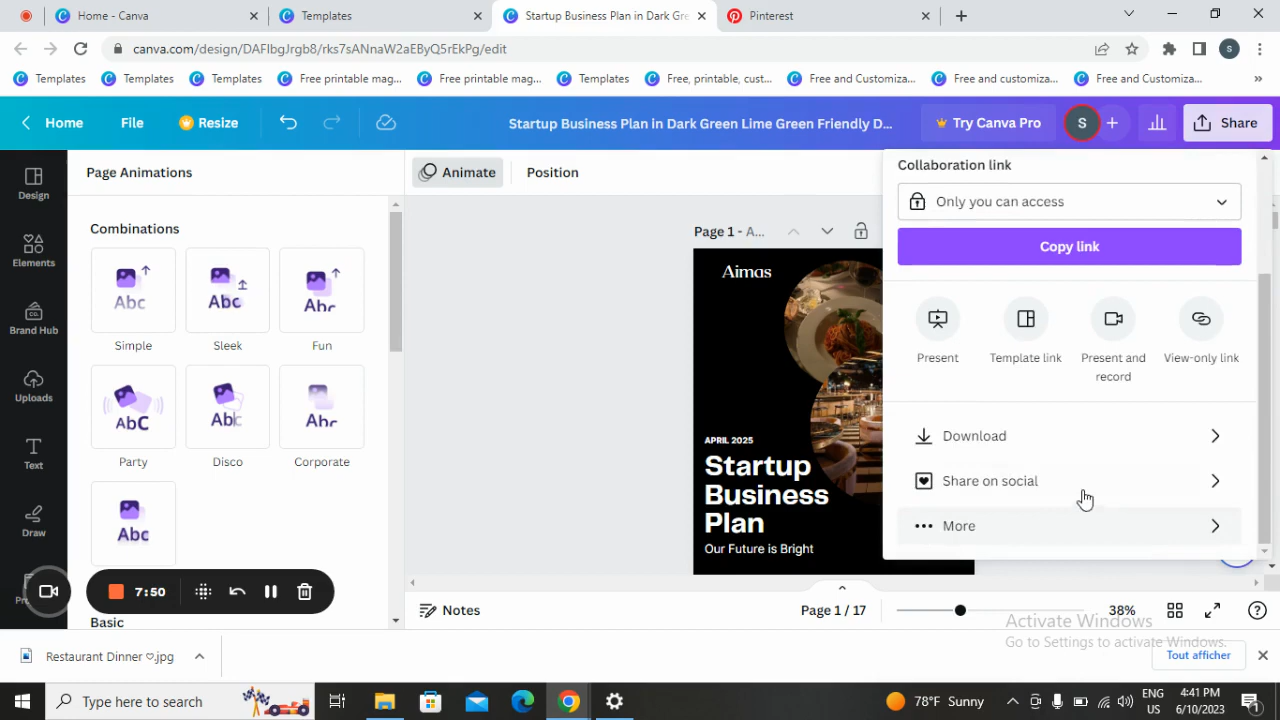 Home - Canva
Templates
Startup Business Plan in Dark Gre
Pinterest
canva.com/design/DAFlbgJrgb8/rks7sANnaW2aEByQ5rEkPg/edit
S
Templates
Templates
Templates
Free printable mag...
Free printable mag...
Templates
Free, printable, cust...
Free and Customiza...
Free and customiza...
Free and Customiza...
Home
File
Resize
Startup Business Plan in Dark Green Lime Green Friendly D...
Try Canva Pro
S
Share
Design
Elements
Brand Hub
Uploads
Text
Draw
Page Animations
Combinations
Abc
Simple
Abc
Sleek
Abc
Fun
AbC
Party
Abc
Disco
Abc
Corporate
Abc
Basic
7:50
Animate
Position
Page 1 - A...
Aimas
APRIL 2025
Startup
Business
Plan
Our Future is Bright
Collaboration link
Only you can access
Copy link
Present
Template link
Present and
record
View-only link
Download
Share on social
More
Notes
Page 1 / 17
38%
Activate Windows
Go to Settings to activate Windows.
Restaurant Dinner ♡.jpg
Tout afficher
Type here to search
78°F Sunny
ENG
US
4:41 PM
6/10/2023
1